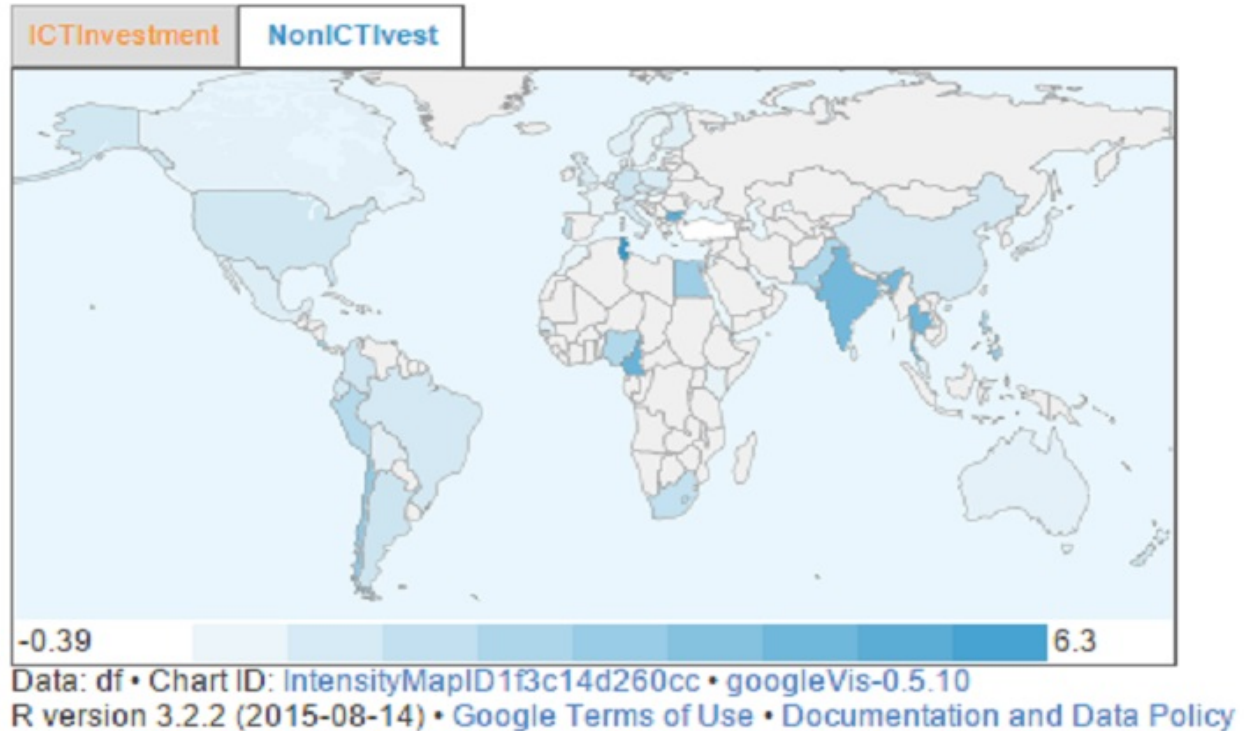 ICTInvestment NonICTIvest
-0.39 6.3
Data: df • Chart ID: IntensityMapID1f3c14d260cc • googleVis-0.5.10
R version 3.2.2 (2015-08-14) • Google Terms of Use • Documentation and Data Policy